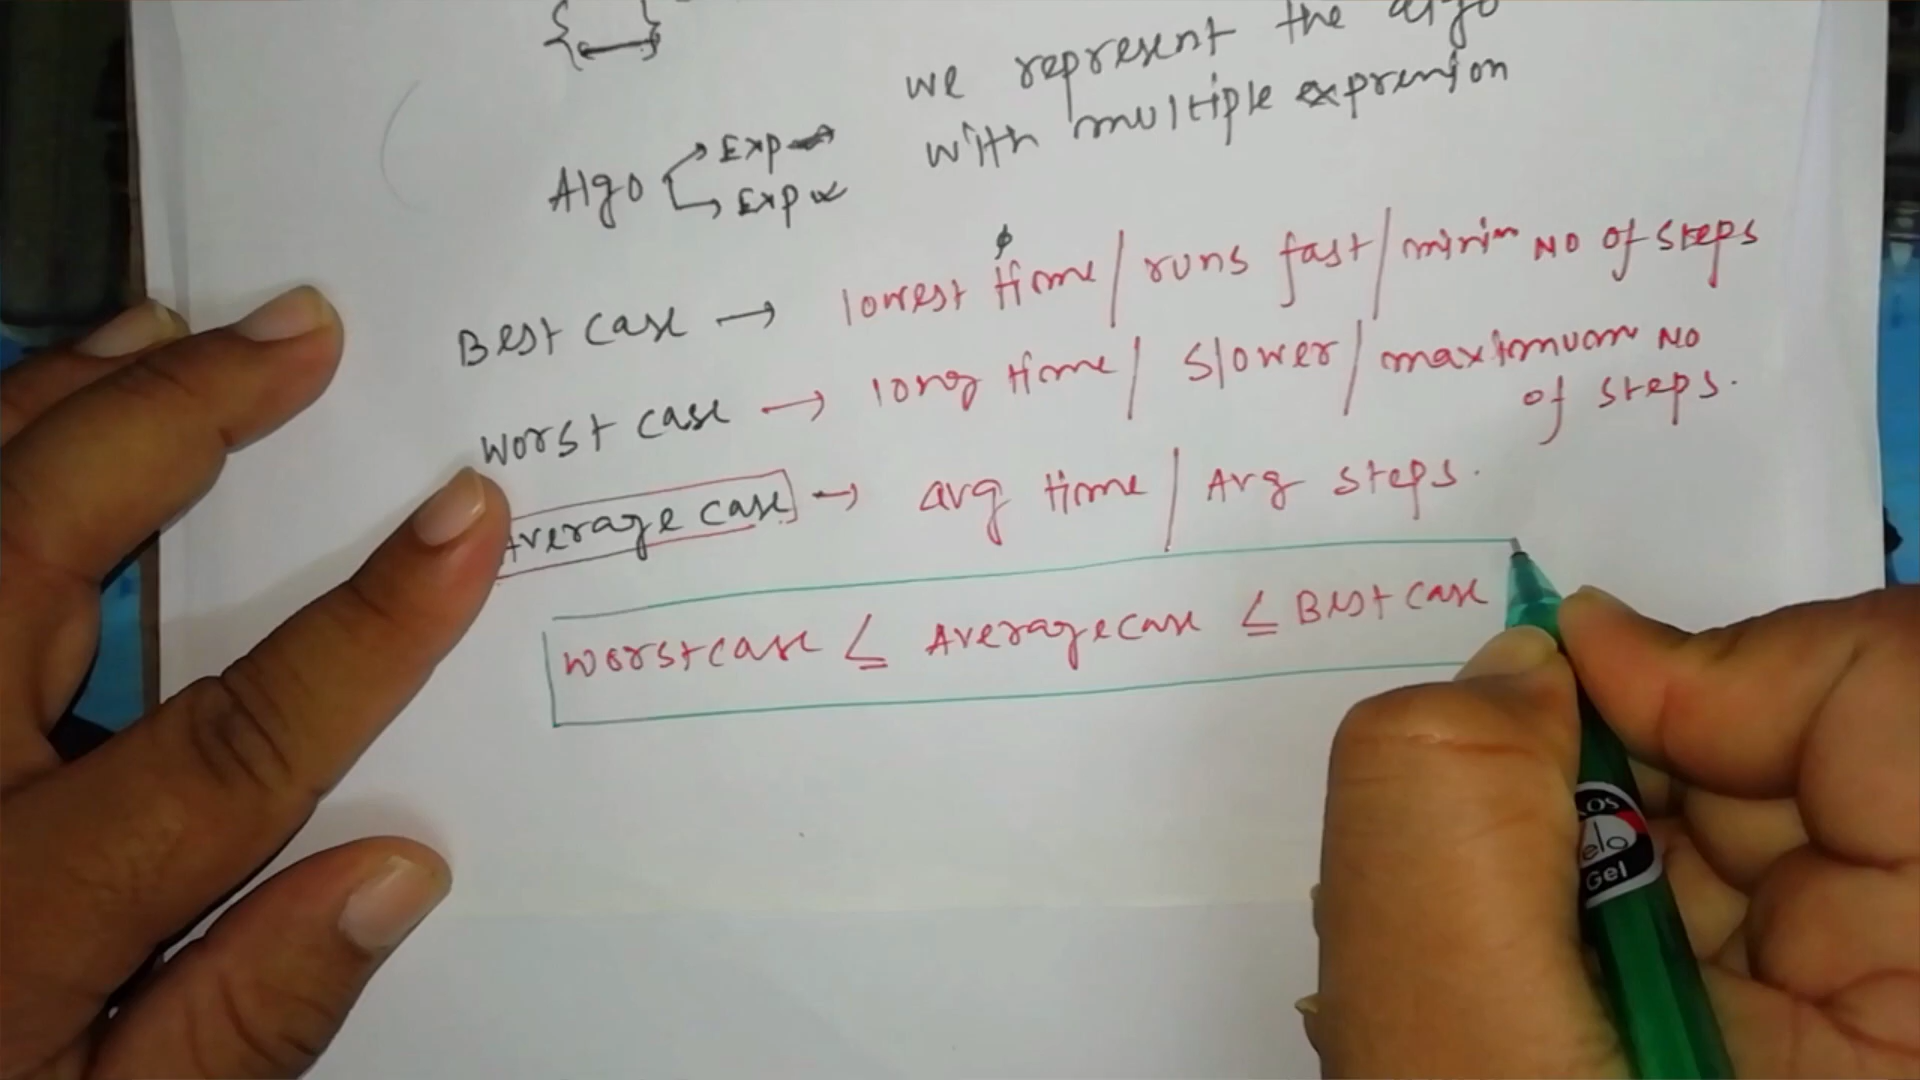 we represent the algo
with multiple expression
Algo Exp
Exp
Best case → lowest time / runs fast / minim NO of steps
worst case → long time / slower / maximum NO
of steps.
Average case → avg time / Avg steps.
worstcase ≤ Averagecase ≤ Best case
elo
Gel